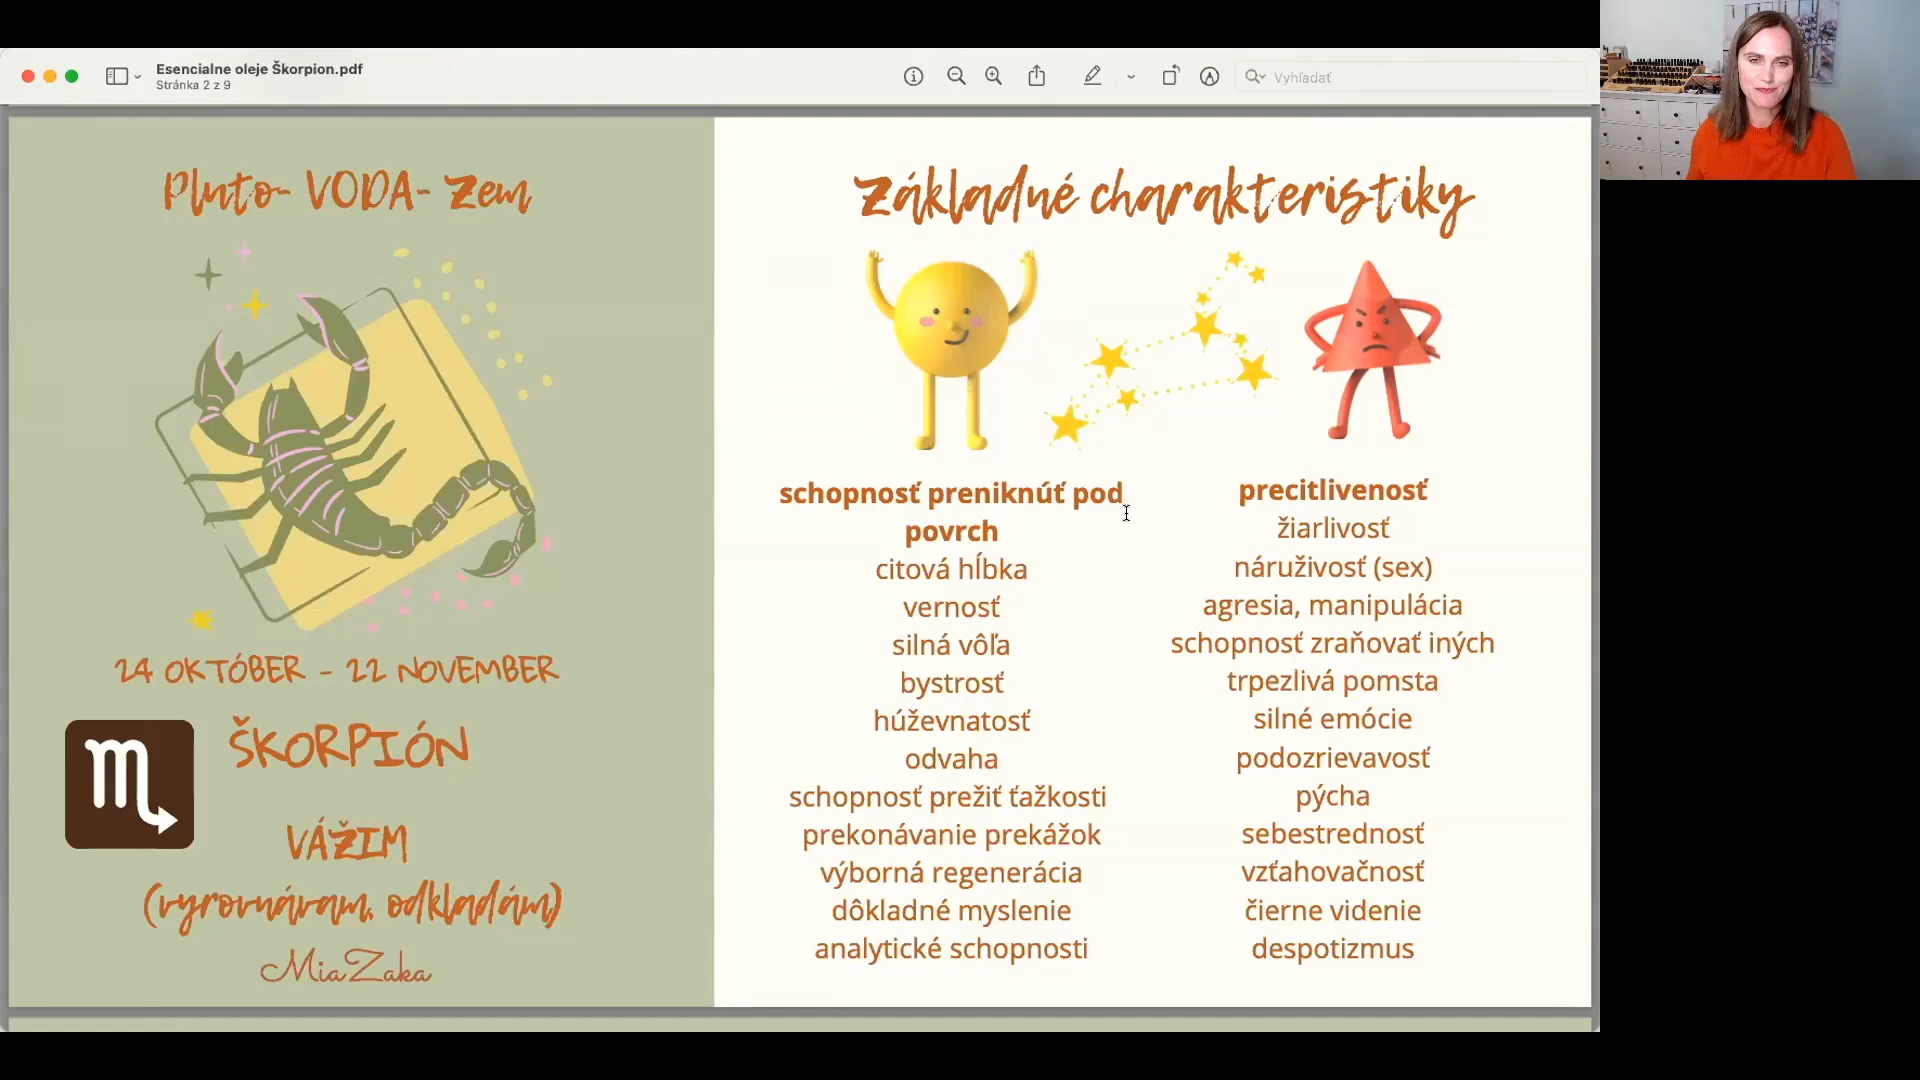 Esencialne oleje Škorpion.pdf
Stránka 2 z 9
Vyhľadať
Pluto- VODA- Zem
24 OKTÓBER - 22 NOVEMBER
ŠKORPIÓN
VÁŽIM
(vyrovnávam, odkladám)
MiaZaka
Základné charakteristiky
schopnosť preniknúť pod
povrch
citová hĺbka
vernosť
silná vôľa
bystrosť
húževnatosť
odvaha
schopnosť prežiť ťažkosti
prekonávanie prekážok
výborná regenerácia
dôkladné myslenie
analytické schopnosti
precitlivenosť
žiarlivosť
náruživosť (sex)
agresia, manipulácia
schopnosť zraňovať iných
trpezlivá pomsta
silné emócie
podozrievavosť
pýcha
sebestrednosť
vzťahovačnosť
čierne videnie
despotizmus